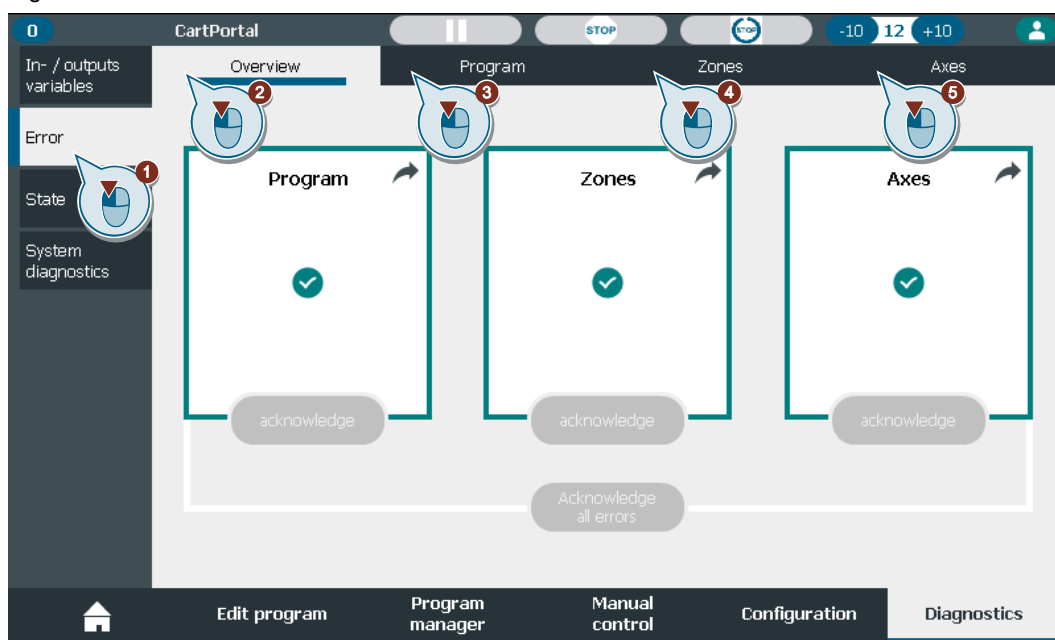 0
CartPortal
STOP
STOP
-10 12 +10
In- / outputs
variables
Overview
Program
Zones
Axes
2
3
4
5
Error
1
State
System
diagnostics
Program
Zones
Axes
acknowledge
acknowledge
acknowledge
Acknowledge
all errors
Edit program
Program
manager
Manual
control
Configuration
Diagnostics